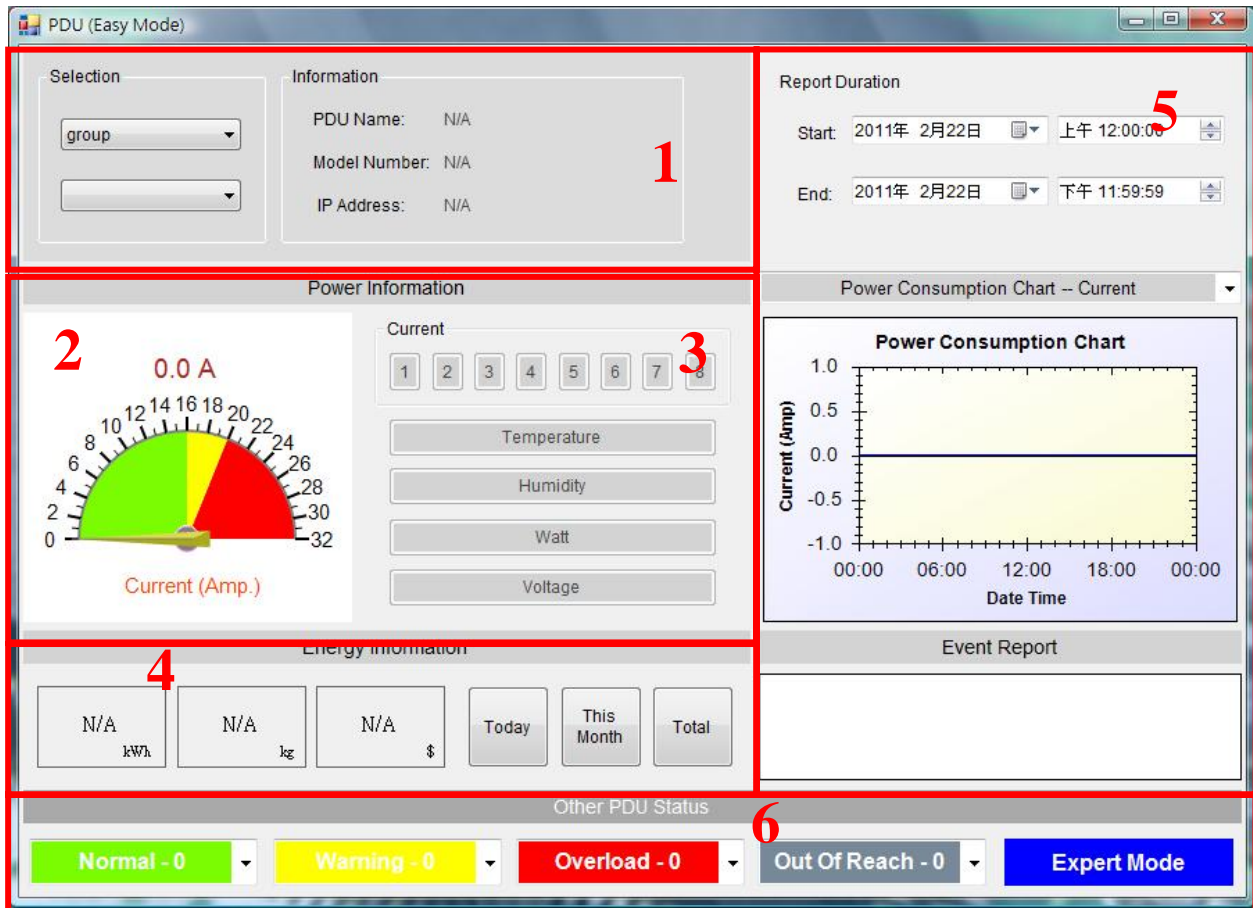 PDU (Easy Mode)
Selection
group
Information
PDU Name: N/A
Model Number: N/A
IP Address: N/A
1
Report Duration
5
Start: 2011年 2月22日 上午 12:00:00
End: 2011年 2月22日 下午 11:59:59
Power Information
2
0.0 A
0 2 4 6 8 10 12 14 16 18 20 22 24 26 28 30 32
Current (Amp.)
Current
3
1 2 3 4 5 6 7 8
Temperature
Humidity
Watt
Voltage
Power Consumption Chart -- Current
Power Consumption Chart
Current (Amp)
1.0
0.5
0.0
-0.5
-1.0
00:00 06:00 12:00 18:00 00:00
Date Time
Energy Information
4
N/A kWh
N/A kg
N/A $
Today
This Month
Total
Event Report
Other PDU Status
6
Normal - 0
Warning - 0
Overload - 0
Out Of Reach - 0
Expert Mode